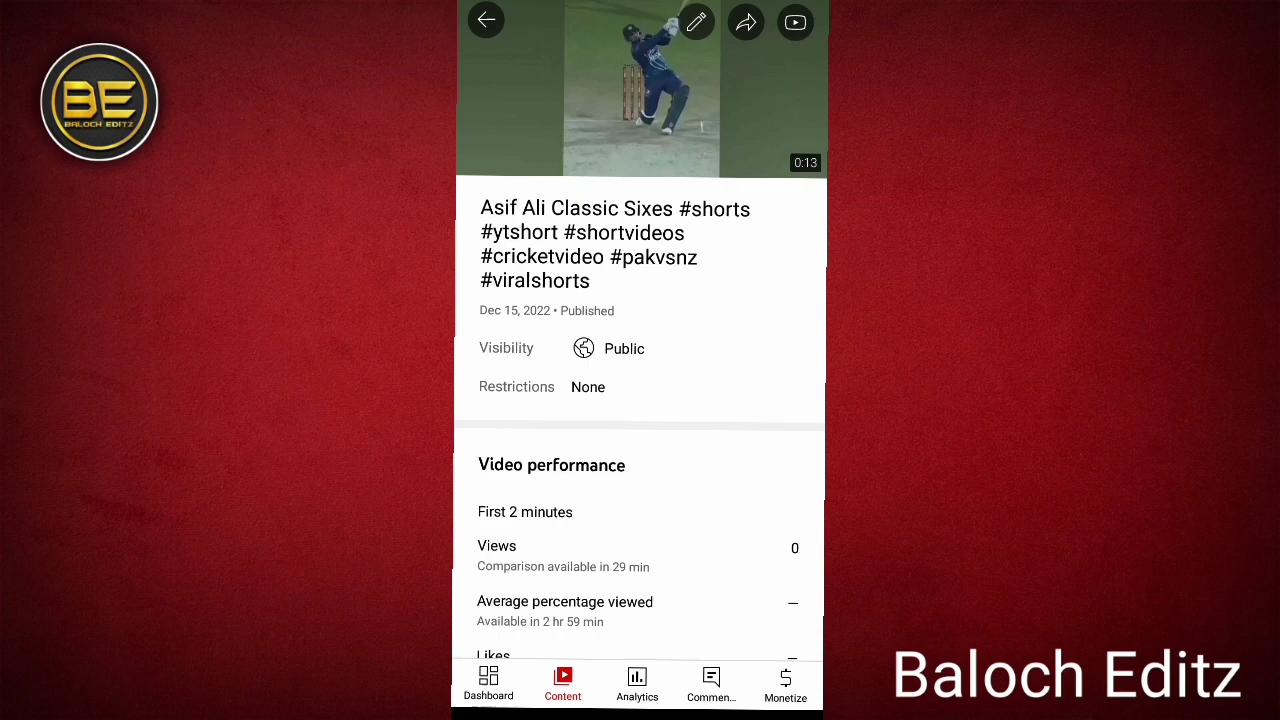 BE
BALOCH EDITZ
0:13
Asif Ali Classic Sixes #shorts
#ytshort #shortvideos
#cricketvideo #pakvsnz
#viralshorts
Dec 15, 2022 • Published
Visibility Public
Restrictions None
Video performance
First 2 minutes
Views 0
Comparison available in 29 min
Average percentage viewed –
Available in 2 hr 59 min
Likes –
Dashboard Content Analytics Commen... Monetize
Baloch Editz